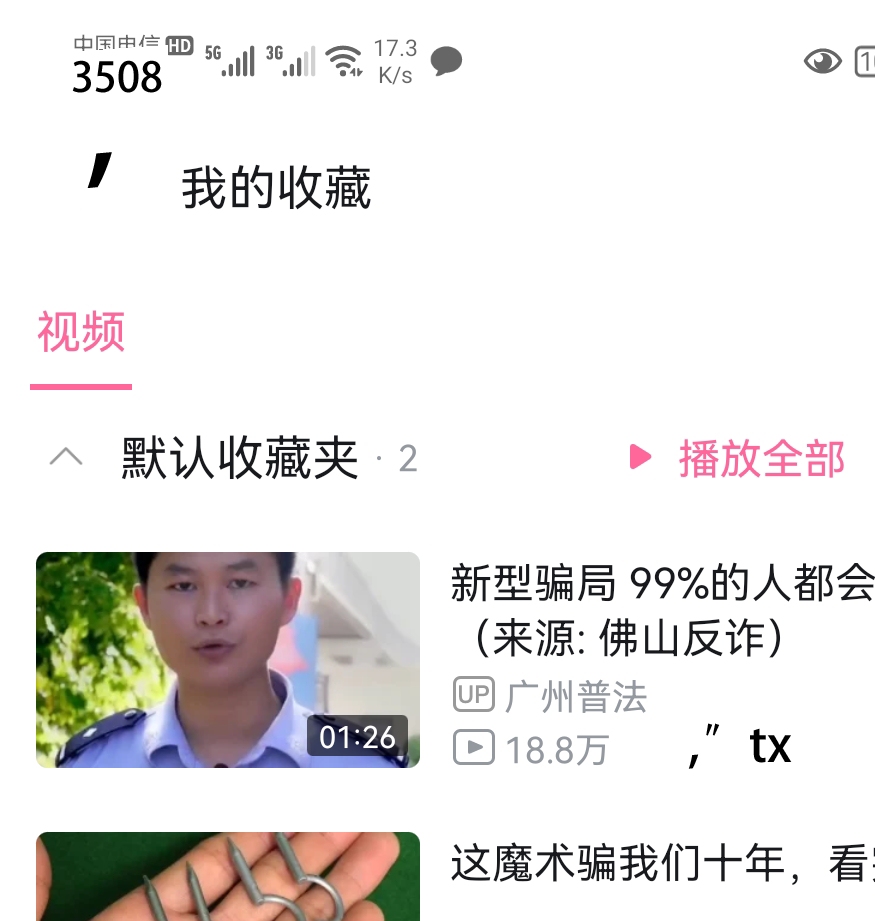 中国电信 HD 5G 3G 17.3 K/s
3508
, 我的收藏
视频
默认收藏夹 · 2
播放全部
01:26
新型骗局 99%的人都会
（来源: 佛山反诈）
UP 广州普法
18.8万
," tx
这魔术骗我们十年，看